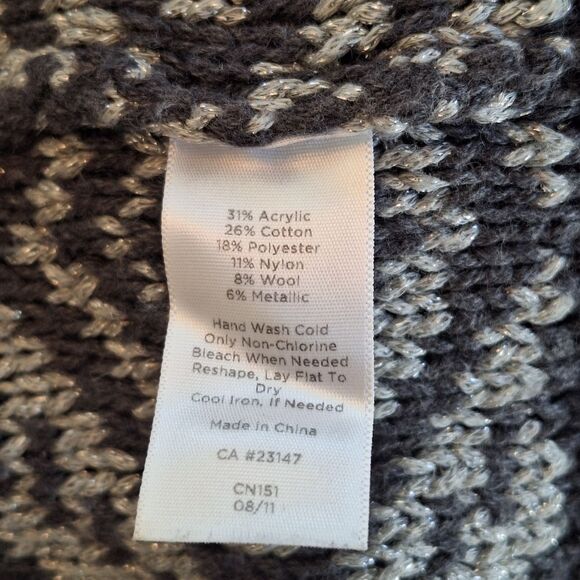 31% Acrylic
26% Cotton
18% Polyester
11% Nylon
8% Wool
6% Metallic
Hand Wash Cold
Only Non-Chlorine
Bleach When Needed
Reshape, Lay Flat To
Dry
Cool Iron, If Needed
Made in China
CA #23147
CN151
08/11